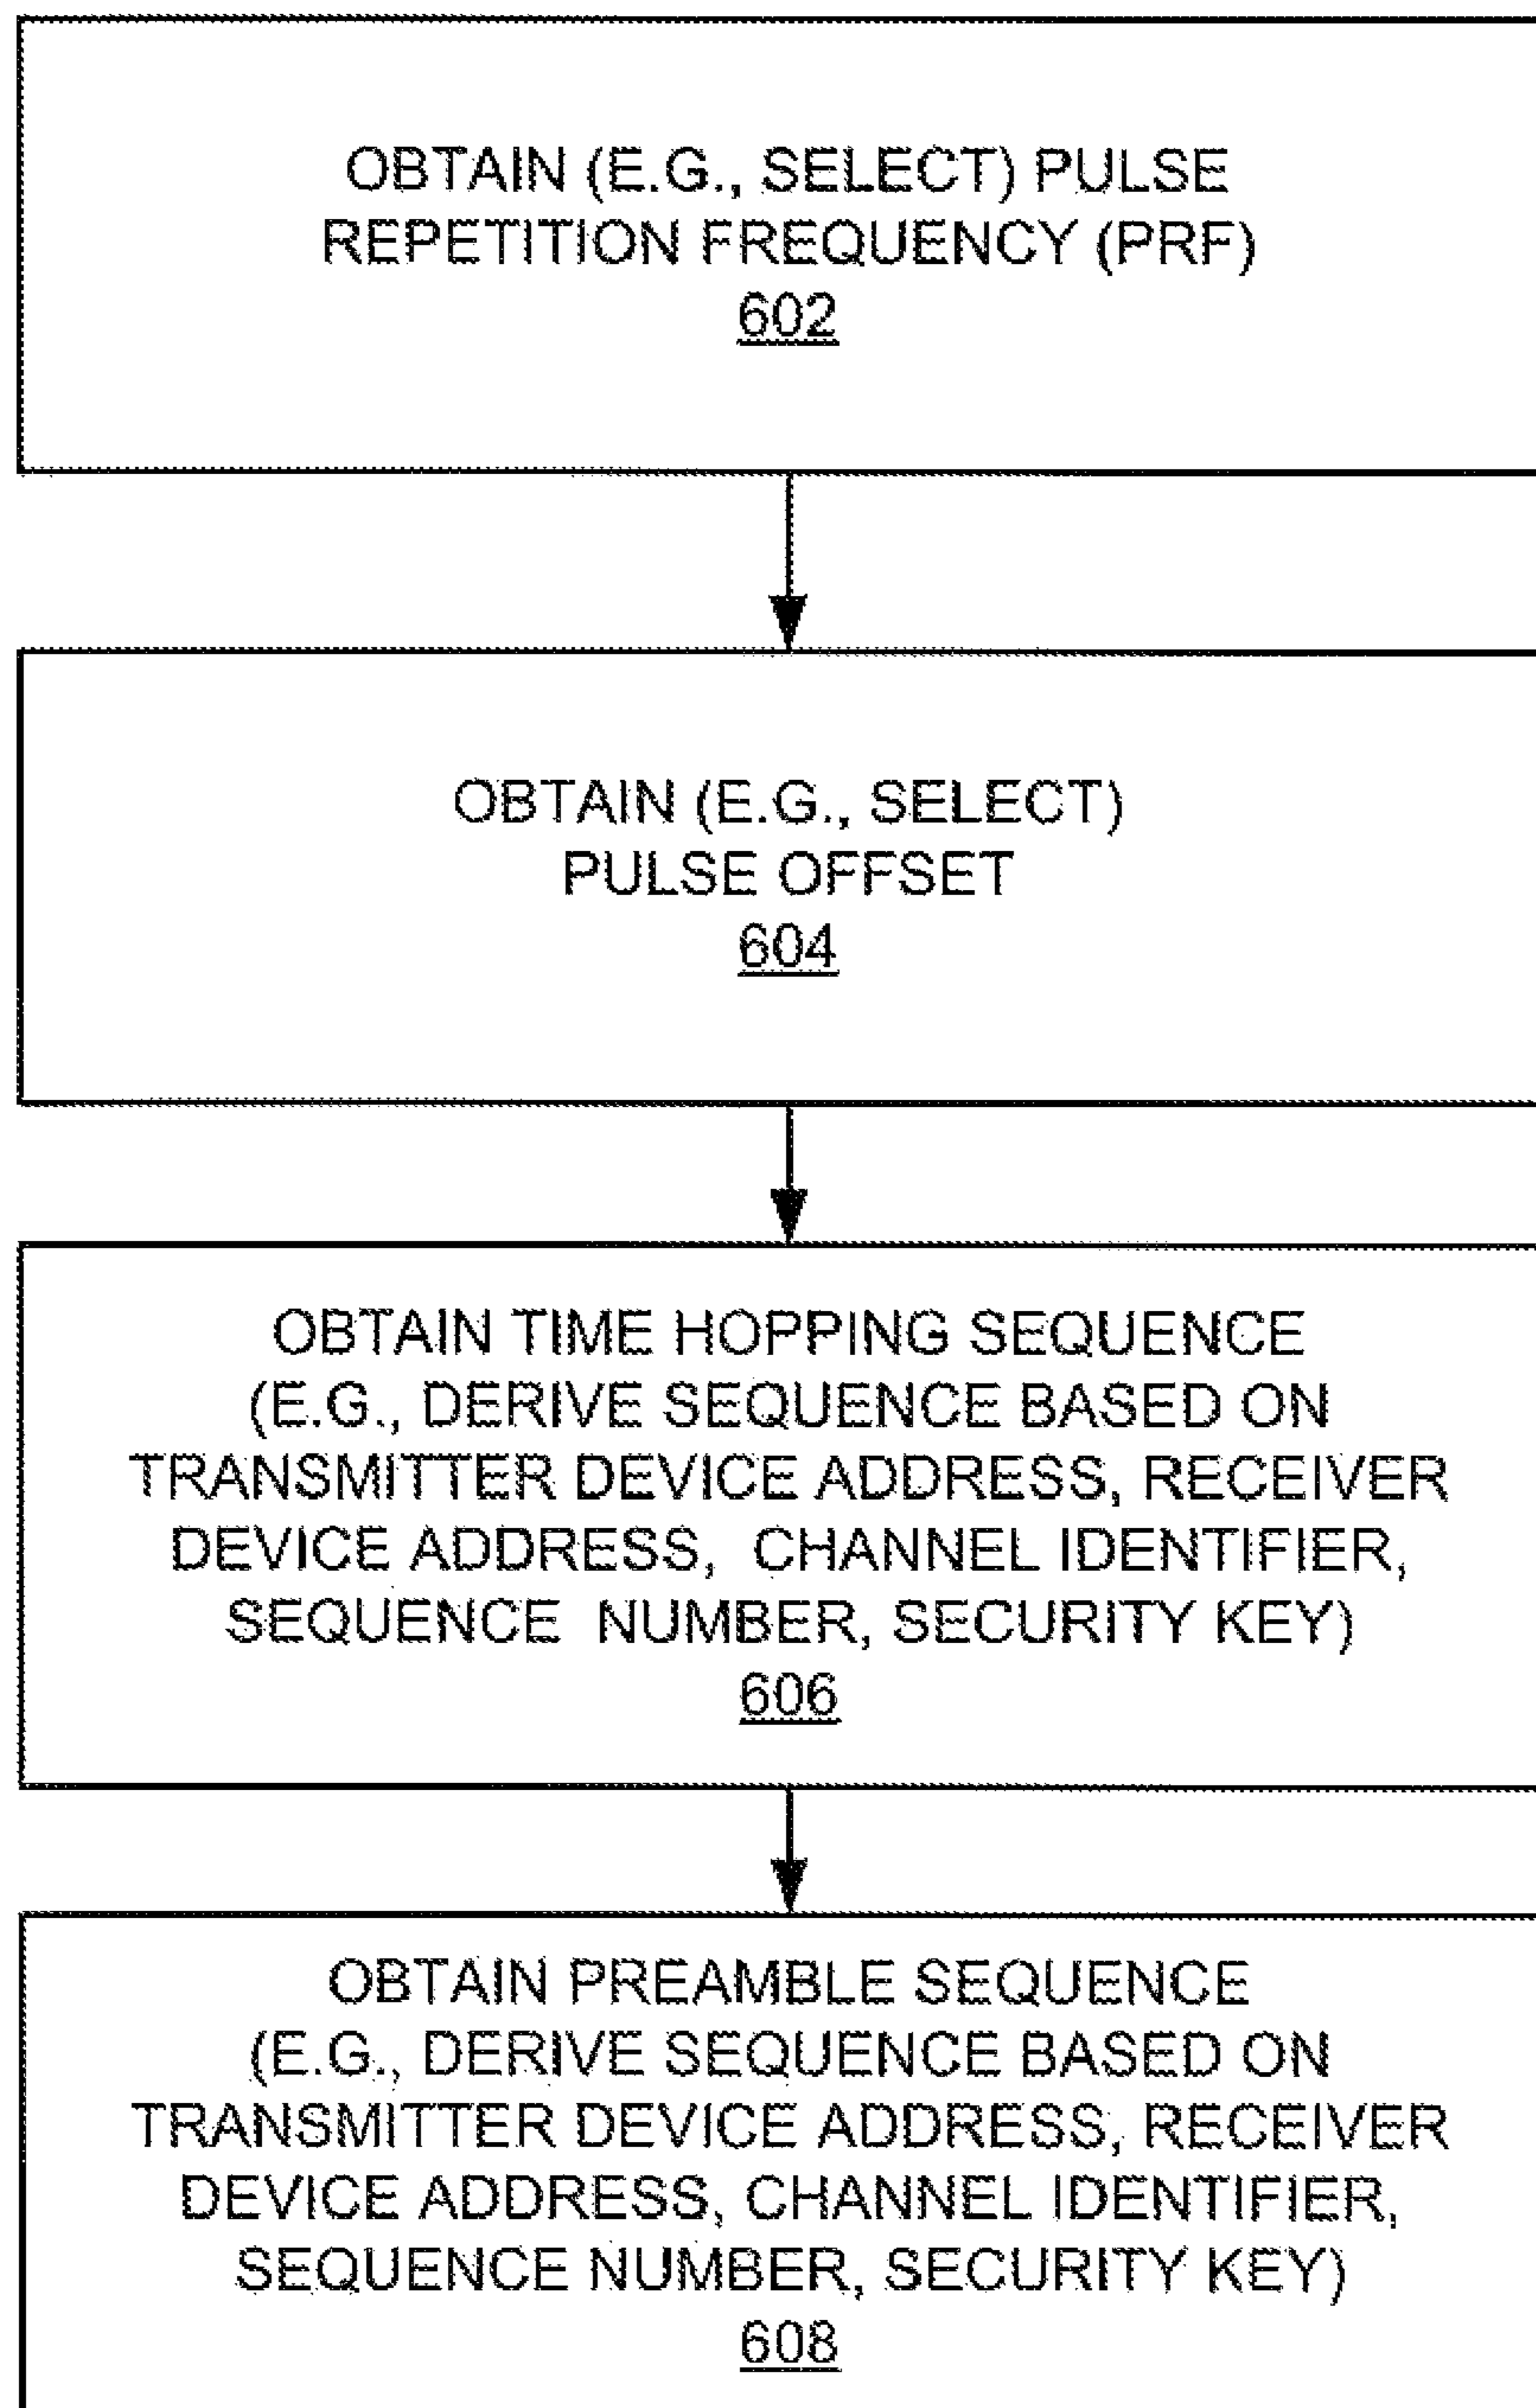 OBTAIN (E.G., SELECT) PULSE
REPETITION FREQUENCY (PRF)
602
OBTAIN (E.G., SELECT)
PULSE OFFSET
604
OBTAIN TIME HOPPING SEQUENCE
(E.G., DERIVE SEQUENCE BASED ON
TRANSMITTER DEVICE ADDRESS, RECEIVER
DEVICE ADDRESS, CHANNEL IDENTIFIER,
SEQUENCE NUMBER, SECURITY KEY)
606
OBTAIN PREAMBLE SEQUENCE
(E.G., DERIVE SEQUENCE BASED ON
TRANSMITTER DEVICE ADDRESS, RECEIVER
DEVICE ADDRESS, CHANNEL IDENTIFIER,
SEQUENCE NUMBER, SECURITY KEY)
608